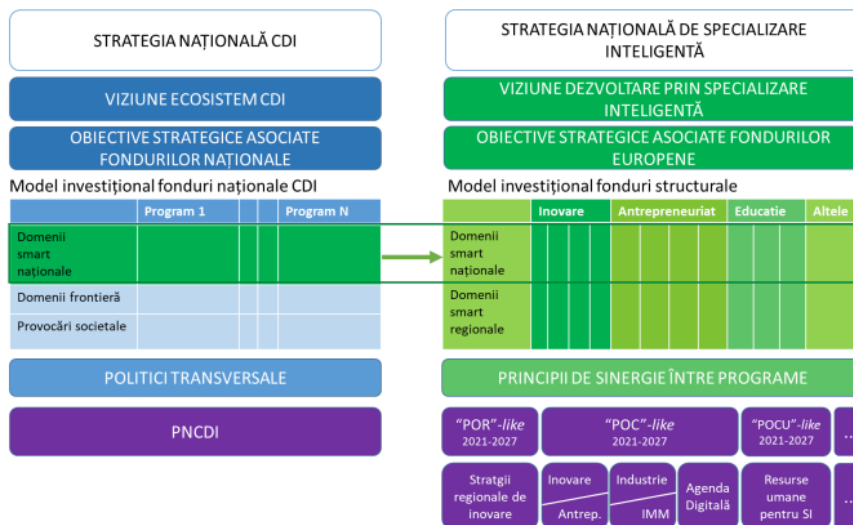 STRATEGIA NAȚIONALĂ CDI
VIZIUNE ECOSISTEM CDI
OBIECTIVE STRATEGICE ASOCIATE
FONDURILOR NAȚIONALE
Model investițional fonduri naționale CDI
Program 1
Program N
Domenii
smart
naționale
Domenii frontieră
Provocări societale
POLITICI TRANSVERSALE
PNCDI
STRATEGIA NAȚIONALĂ DE SPECIALIZARE
INTELIGENTĂ
VIZIUNE DEZVOLTARE PRIN SPECIALIZARE
INTELIGENTĂ
OBIECTIVE STRATEGICE ASOCIATE FONDURILOR
EUROPENE
Model investițional fonduri structurale
Inovare
Antrepreneuriat
Educatie
Altele
Domenii
smart
naționale
Domenii
smart
regionale
PRINCIPII DE SINERGIE ÎNTRE PROGRAME
"POR"-like
2021-2027
"POC"-like
2021-2027
"POCU"-like
2021-2027
...
Stratgii
regionale de
inovare
Inovare
Antrep.
Industrie
IMM
Agenda
Digitală
Resurse
umane
pentru SI
...